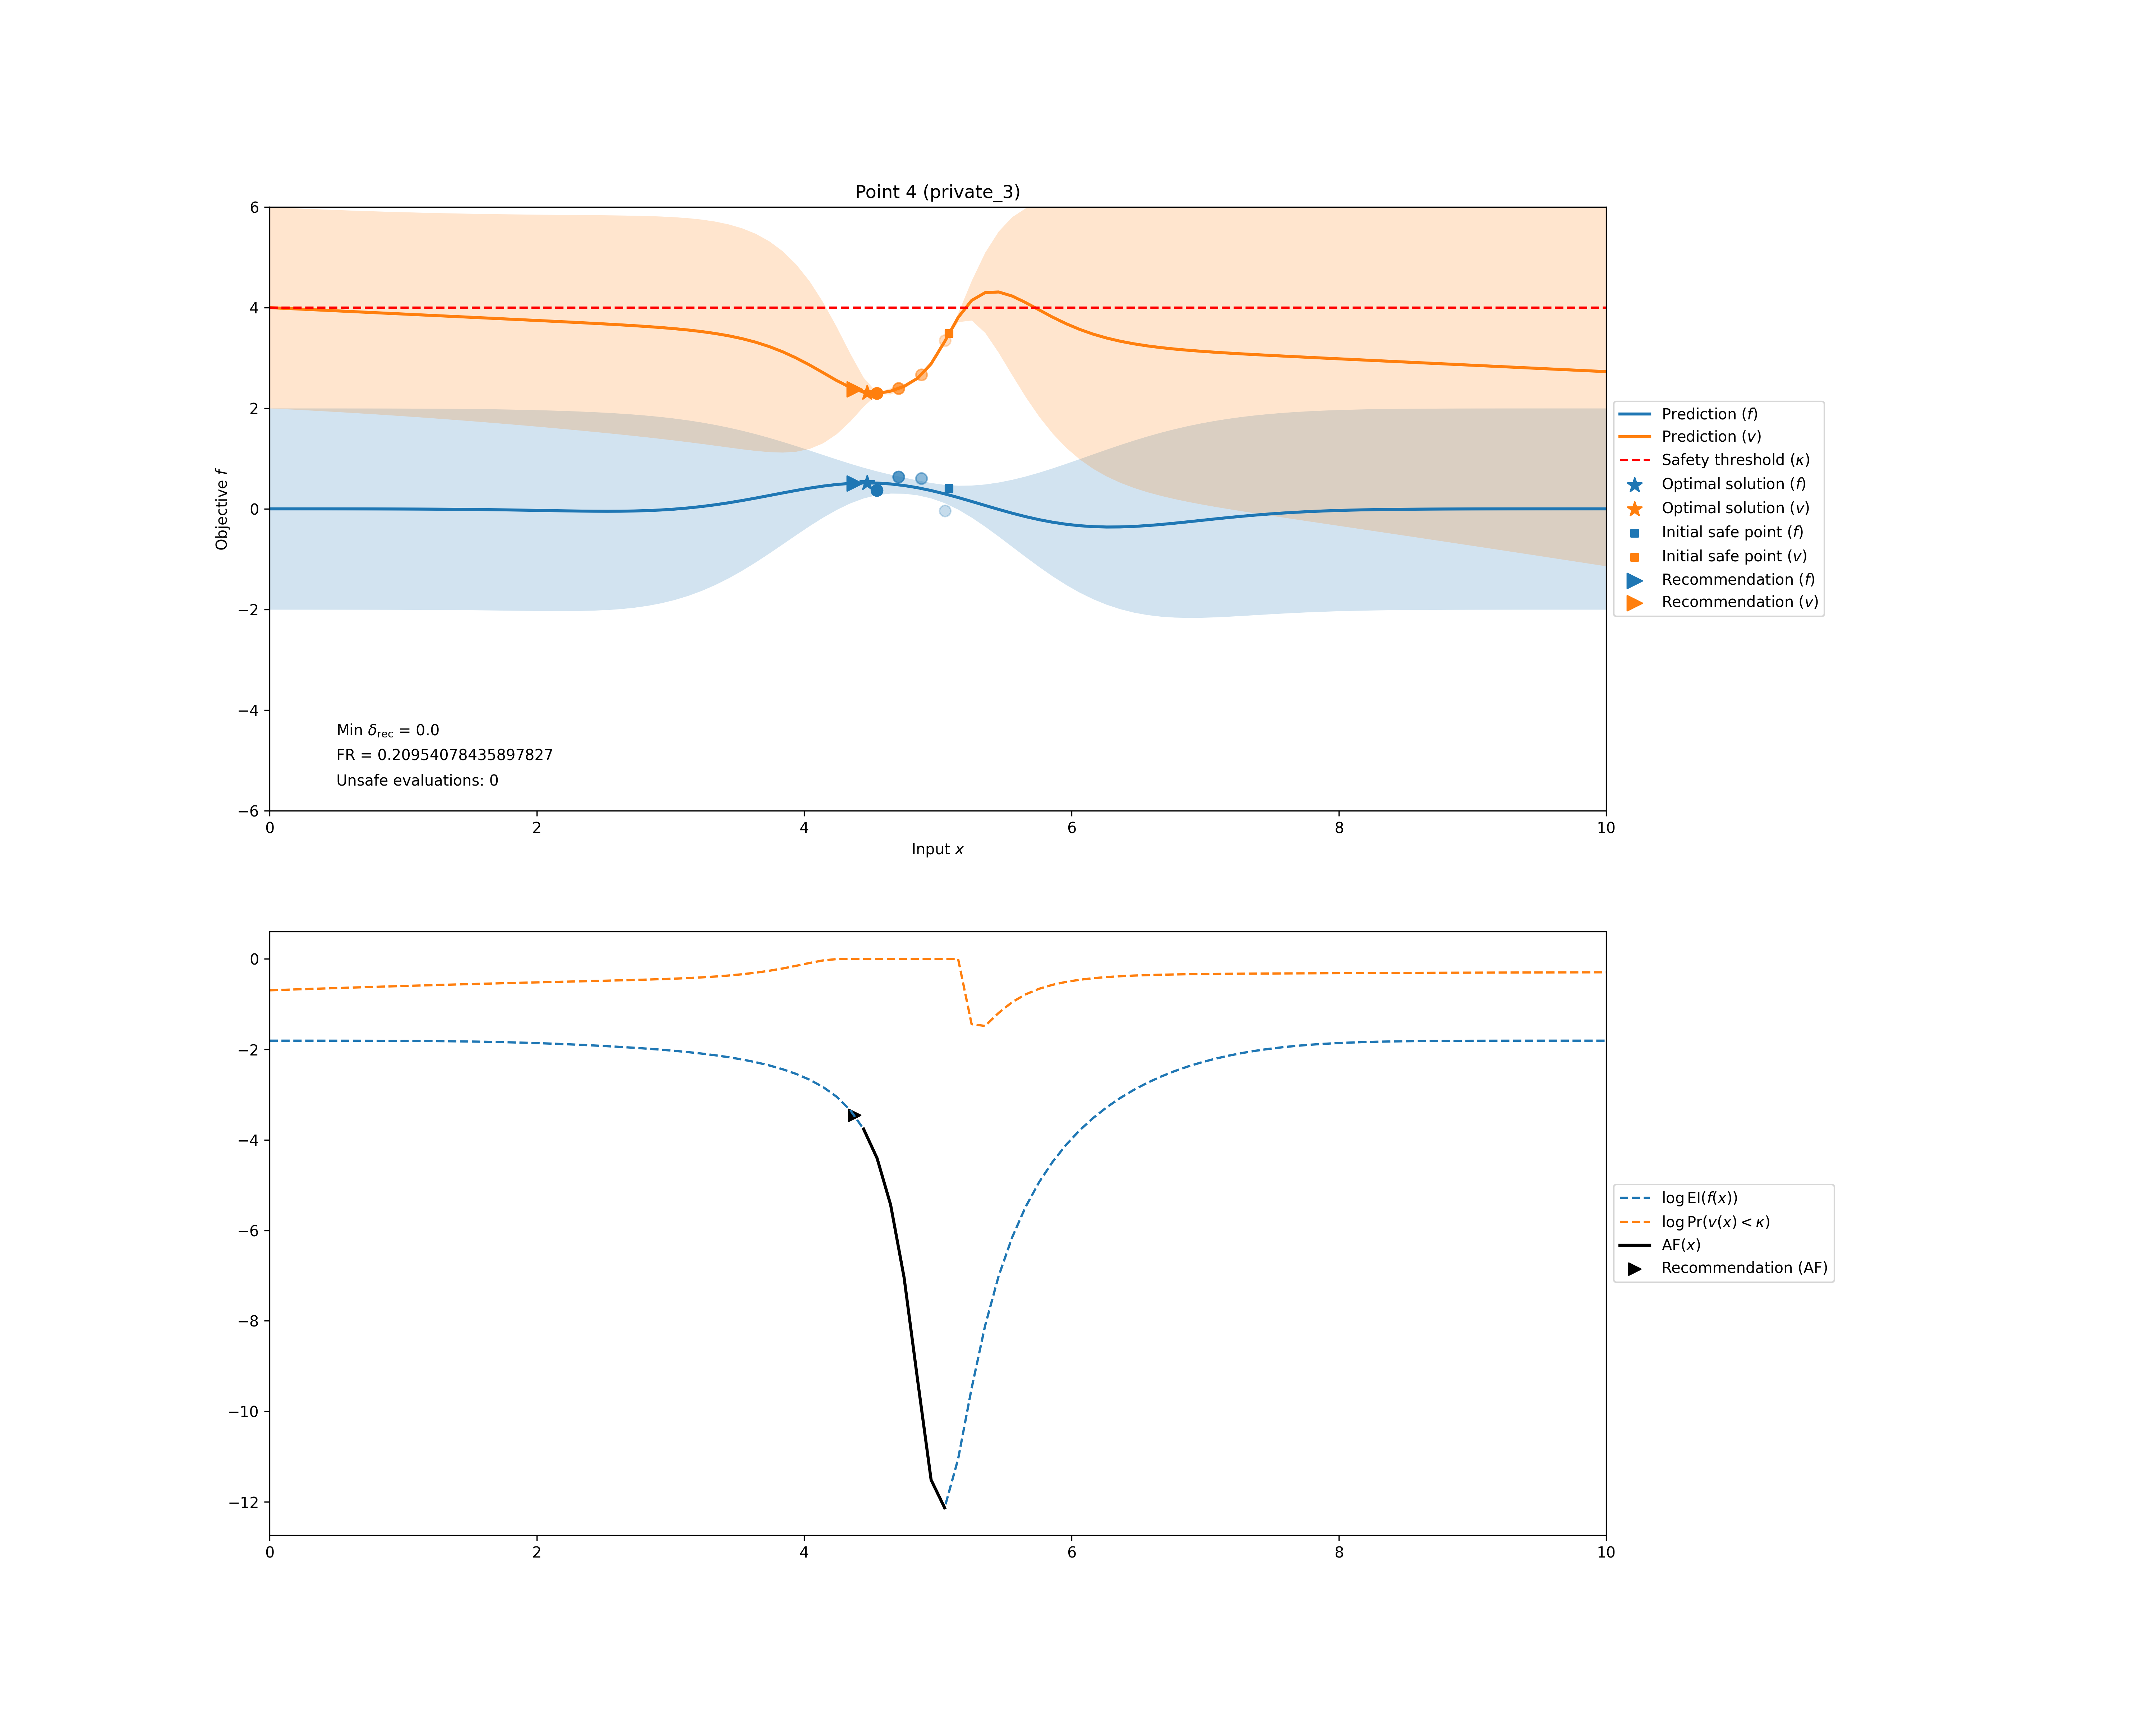 Point 4 (private_3)
6
4
2
0
−2
−4
−6
Objective f
Min δrec = 0.0
FR = 0.20954078435897827
Unsafe evaluations: 0
0 2 4 6 8 10
Input x
Prediction (f)
Prediction (v)
Safety threshold (κ)
Optimal solution (f)
Optimal solution (v)
Initial safe point (f)
Initial safe point (v)
Recommendation (f)
Recommendation (v)
0
−2
−4
−6
−8
−10
−12
0 2 4 6 8 10
log EI(f(x))
log Pr(v(x) < κ)
AF(x)
Recommendation (AF)